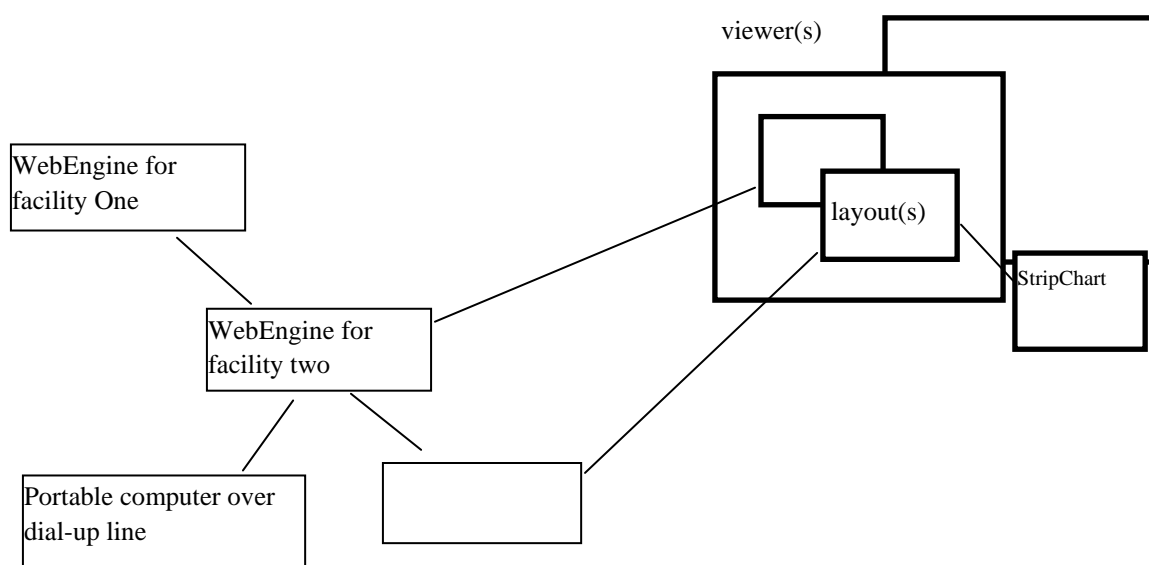 viewer(s)
WebEngine for
facility One
layout(s)
StripChart
WebEngine for
facility two
Portable computer over
dial-up line